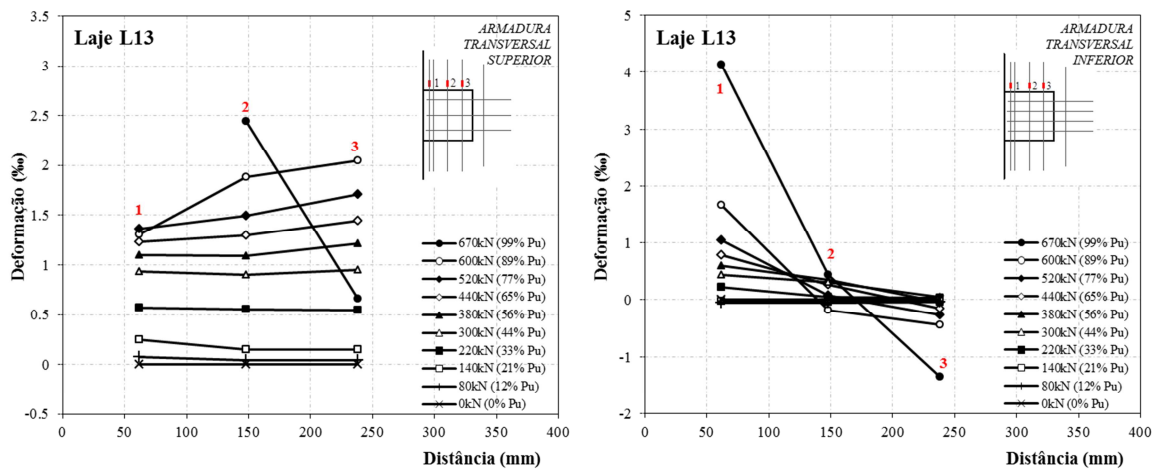 Laje L13
ARMADURA
TRANSVERSAL
SUPERIOR
1 2 3
3.5
3
2.5
2
1.5
1
0.5
0
-0.5
Deformação (‰)
1
2
3
670kN (99% Pu)
600kN (89% Pu)
520kN (77% Pu)
440kN (65% Pu)
380kN (56% Pu)
300kN (44% Pu)
220kN (33% Pu)
140kN (21% Pu)
80kN (12% Pu)
0kN (0% Pu)
0 50 100 150 200 250 300 350 400
Distância (mm)
Laje L13
ARMADURA
TRANSVERSAL
INFERIOR
1 2 3
5
4
3
2
1
0
-1
-2
Deformação (‰)
1
2
3
670kN (99% Pu)
600kN (89% Pu)
520kN (77% Pu)
440kN (65% Pu)
380kN (56% Pu)
300kN (44% Pu)
220kN (33% Pu)
140kN (21% Pu)
80kN (12% Pu)
0kN (0% Pu)
0 50 100 150 200 250 300 350 400
Distância (mm)